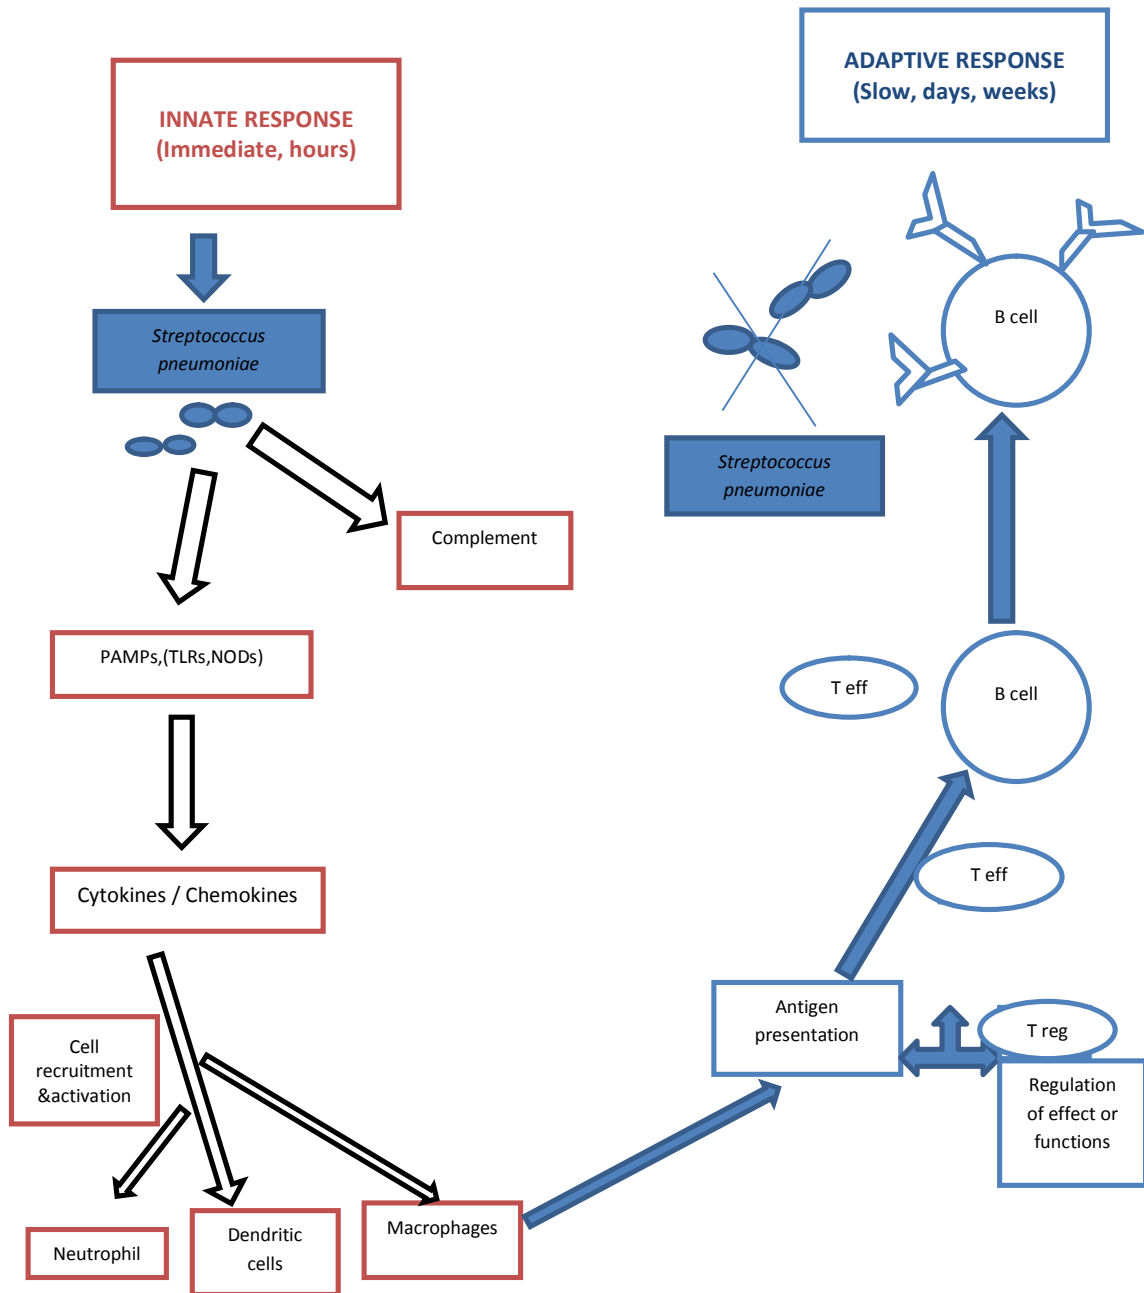 INNATE RESPONSE
(Immediate, hours)
Streptococcus
pneumoniae
Complement
PAMPs,(TLRs,NODs)
Cytokines / Chemokines
Cell
recruitment
&activation
Neutrophil
Dendritic
cells
Macrophages
ADAPTIVE RESPONSE
(Slow, days, weeks)
B cell
Streptococcus
pneumoniae
T eff
B cell
T eff
Antigen
presentation
T reg
Regulation
of effect or
functions